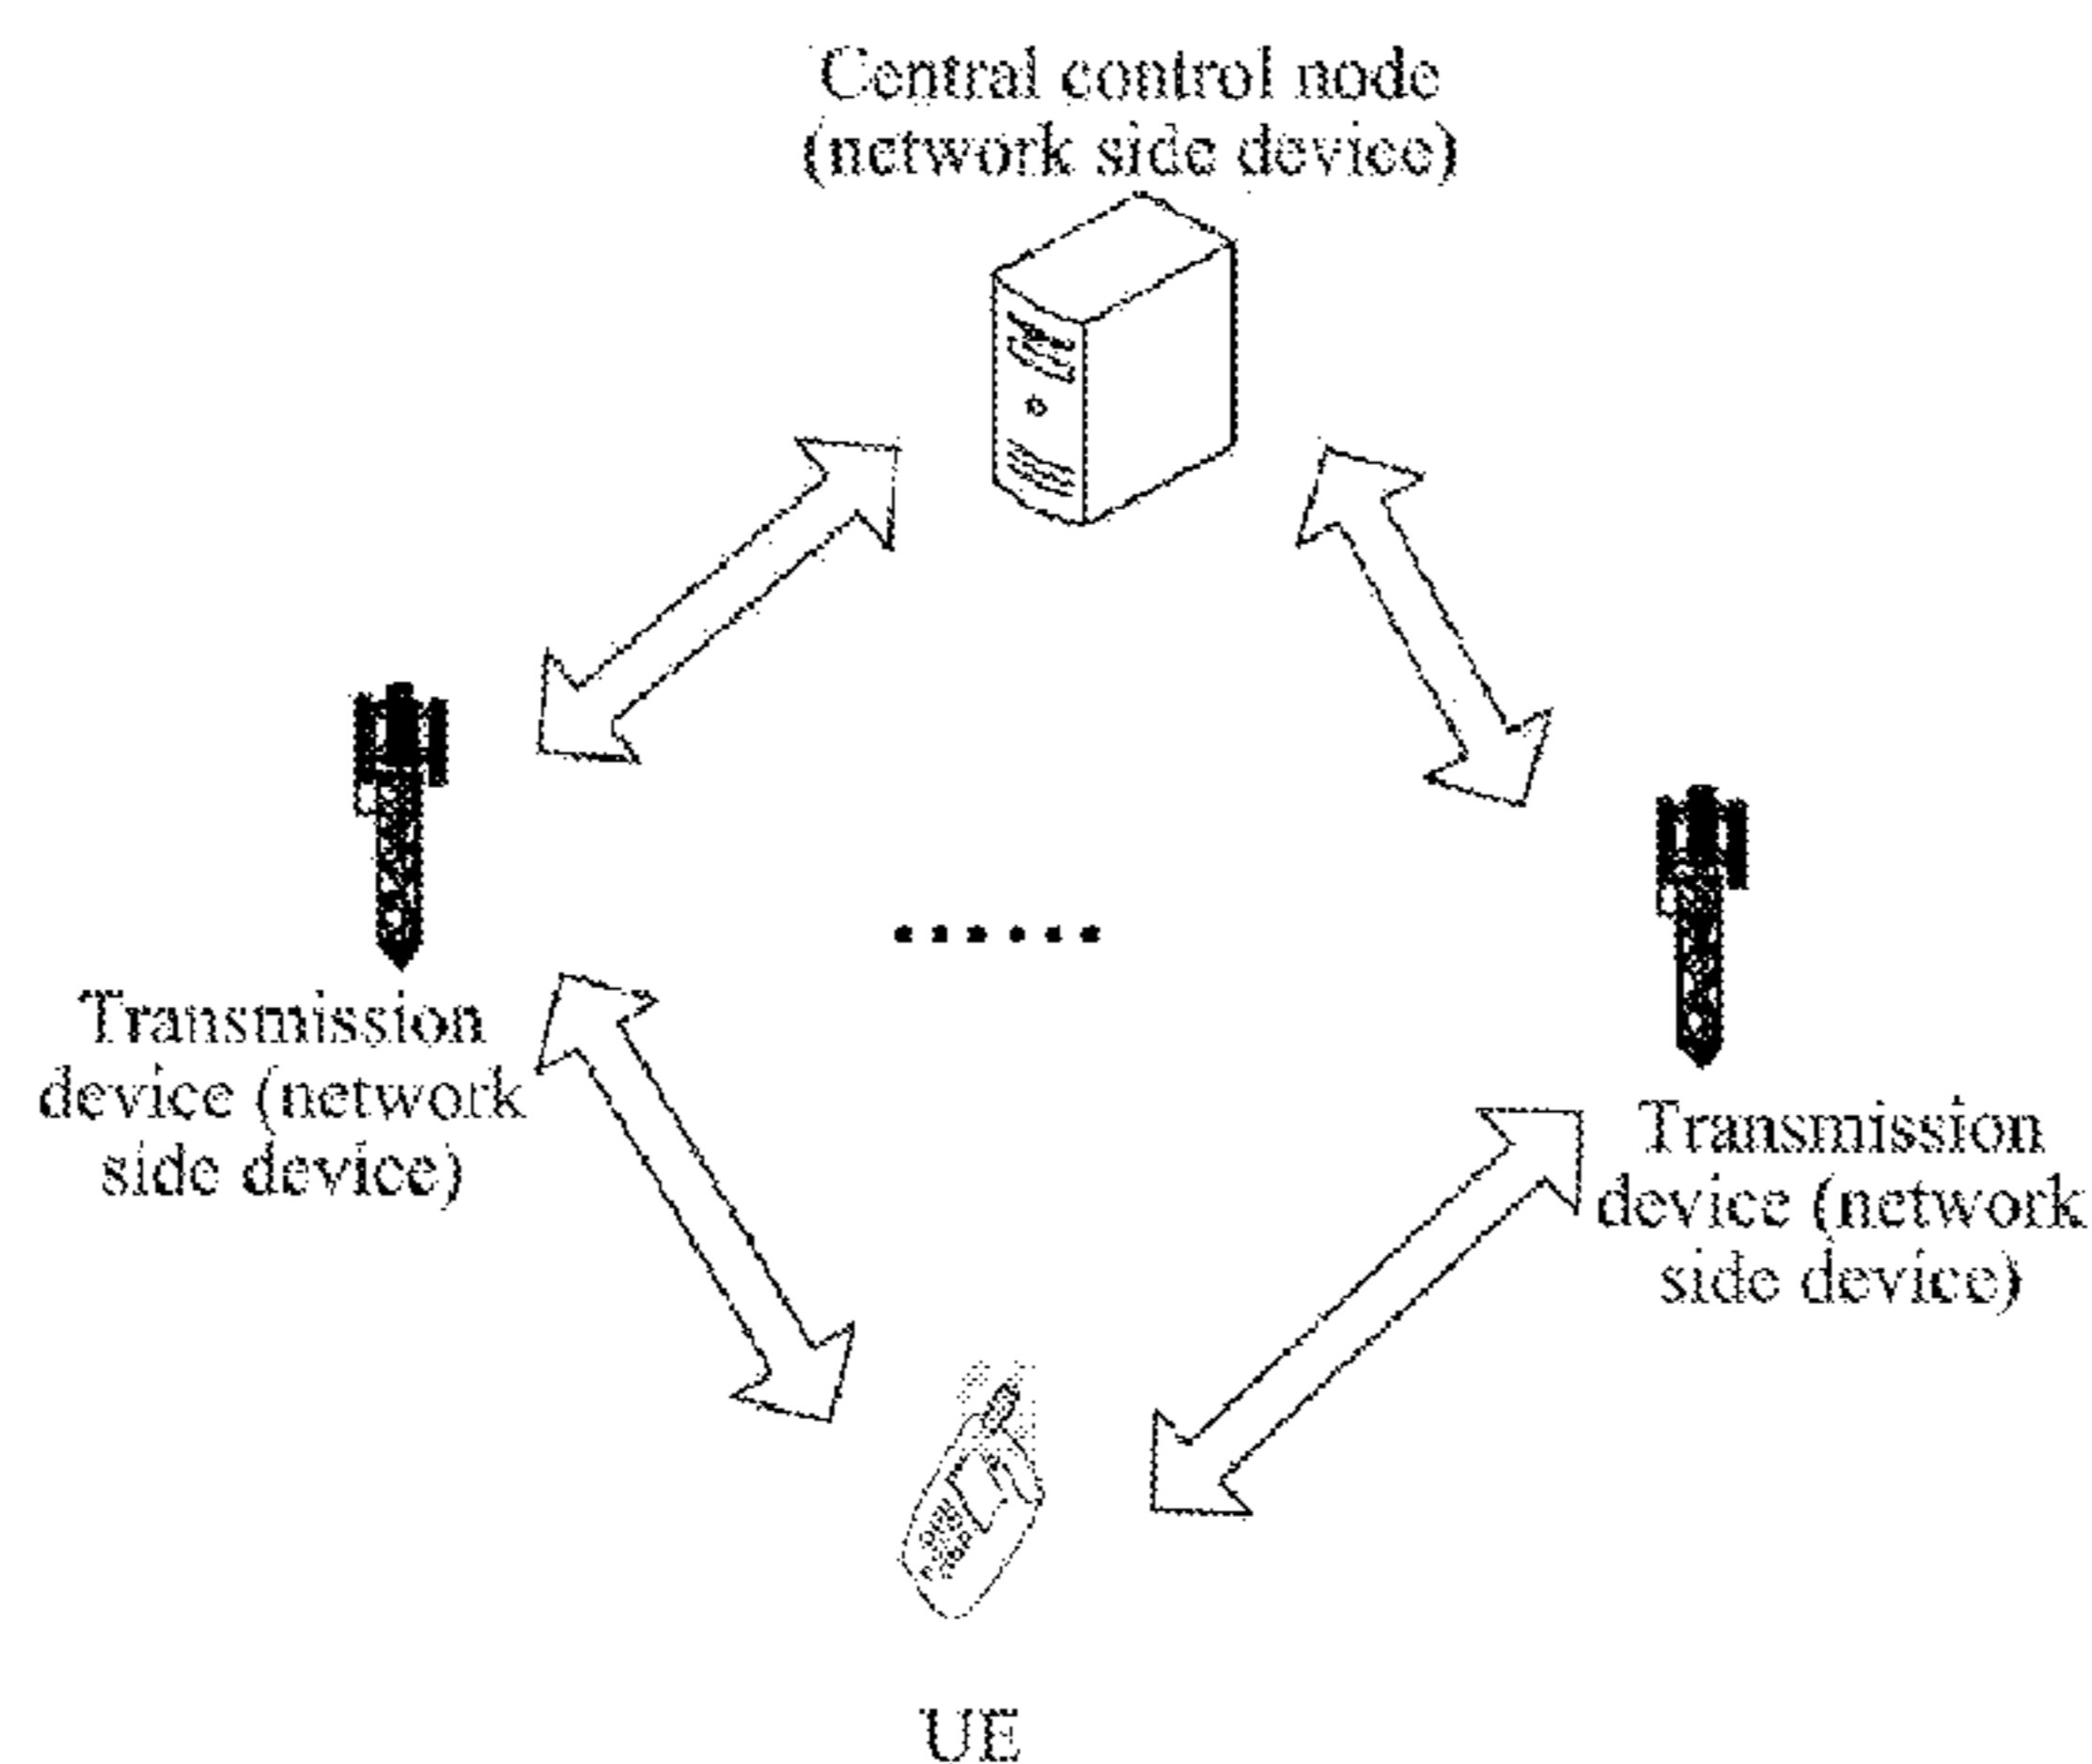 Central control node
(network side device)
Transmission
device (network
side device)
Transmission
device (network
side device)
UE